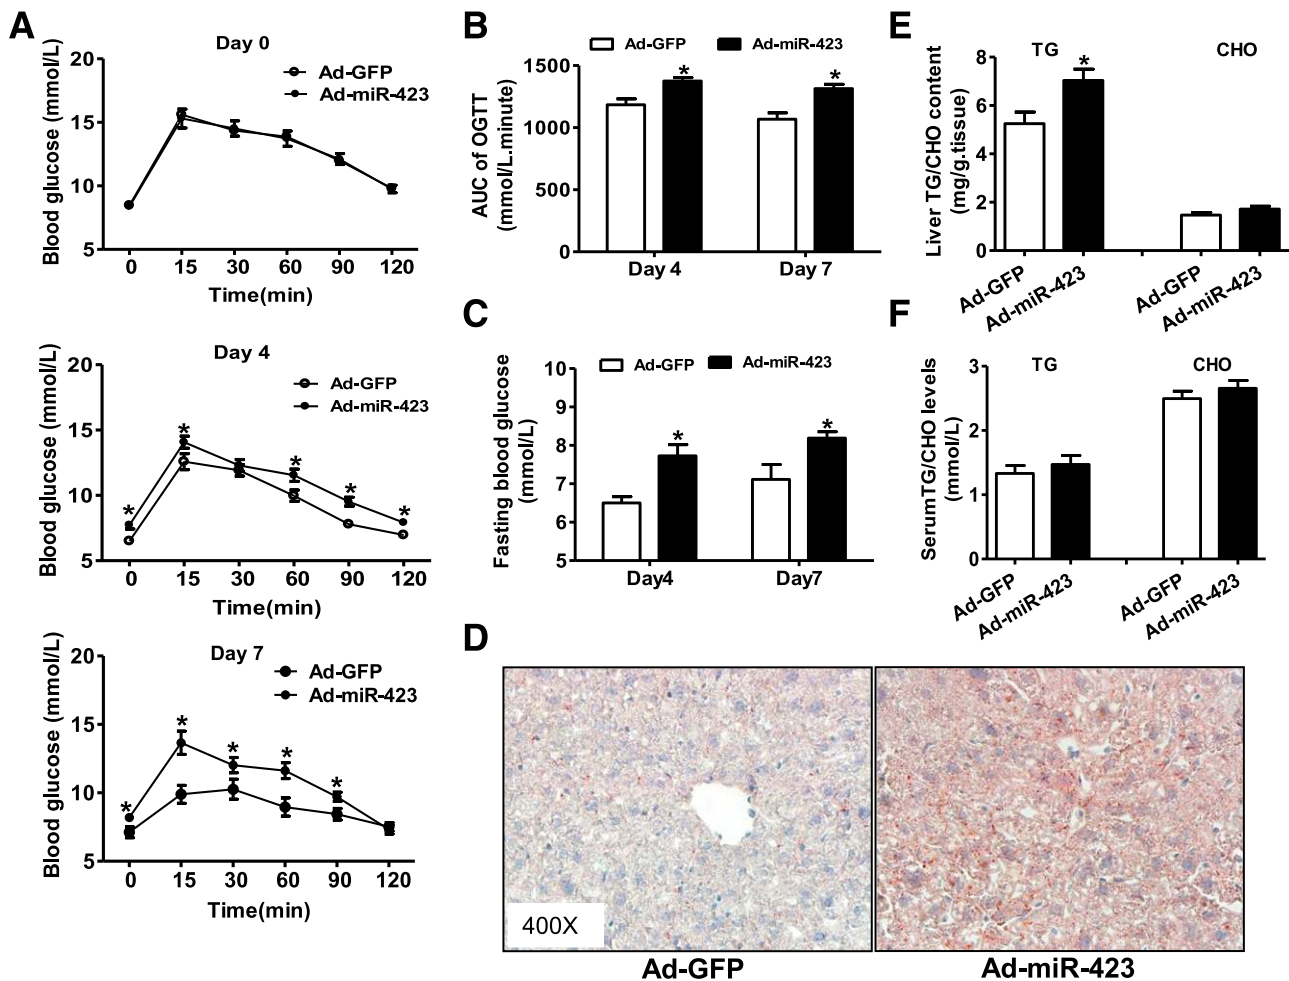 A
Day 0
Blood glucose (mmol/L)
20
15
10
5
Ad-GFP
Ad-miR-423
0 15 30 60 90 120
Time(min)
Day 4
Blood glucose (mmol/L)
20
15
10
5
Ad-GFP
Ad-miR-423
* * * * *
0 15 30 60 90 120
Time(min)
Day 7
Blood glucose (mmol/L)
20
15
10
5
Ad-GFP
Ad-miR-423
* * * * *
0 15 30 60 90 120
Time(min)
B
Ad-GFP Ad-miR-423
AUC of OGTT
(mmol/L.minute)
1500
1000
500
0
* *
Day 4 Day 7
C
Ad-GFP Ad-miR-423
Fasting blood glucose
(mmol/L)
10
9
8
7
6
5
* *
Day4 Day7
D
400X
Ad-GFP Ad-miR-423
E
TG CHO
Liver TG/CHO content
(mg/g.tissue)
8
6
4
2
0
*
Ad-GFP
Ad-miR-423
Ad-GFP
Ad-miR-423
F
TG CHO
SerumTG/CHO levels
(mmol/L)
3
2
1
0
Ad-GFP
Ad-miR-423
Ad-GFP
Ad-miR-423